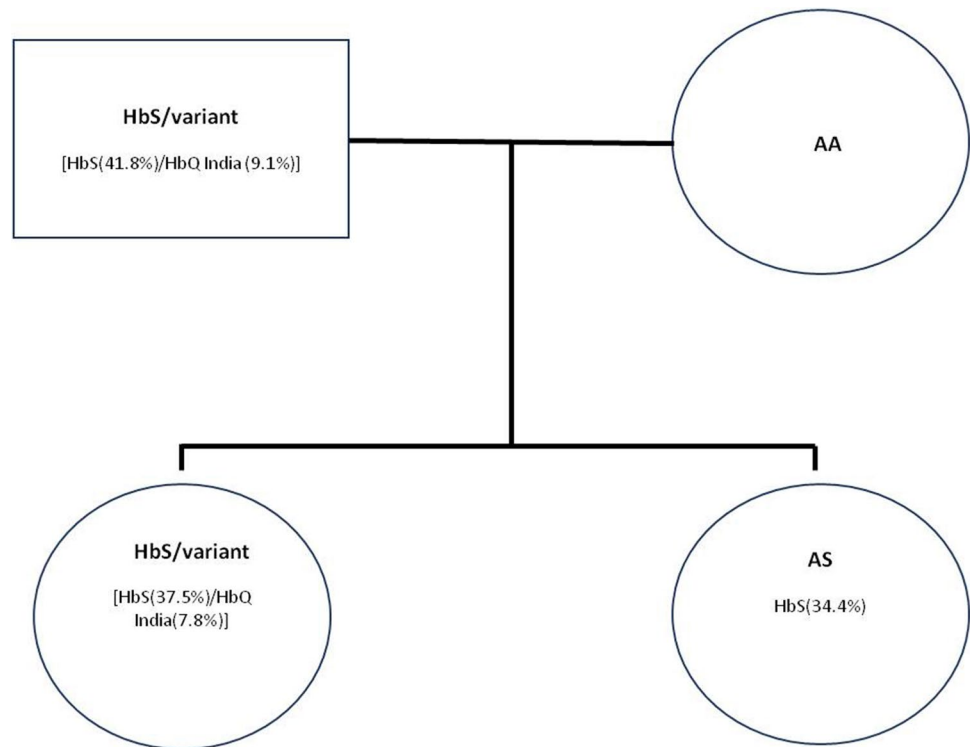 HbS/variant
[HbS(41.8%)/HbQ India (9.1%)]
AA
HbS/variant
[HbS(37.5%)/HbQ
India(7.8%)]
AS
HbS(34.4%)